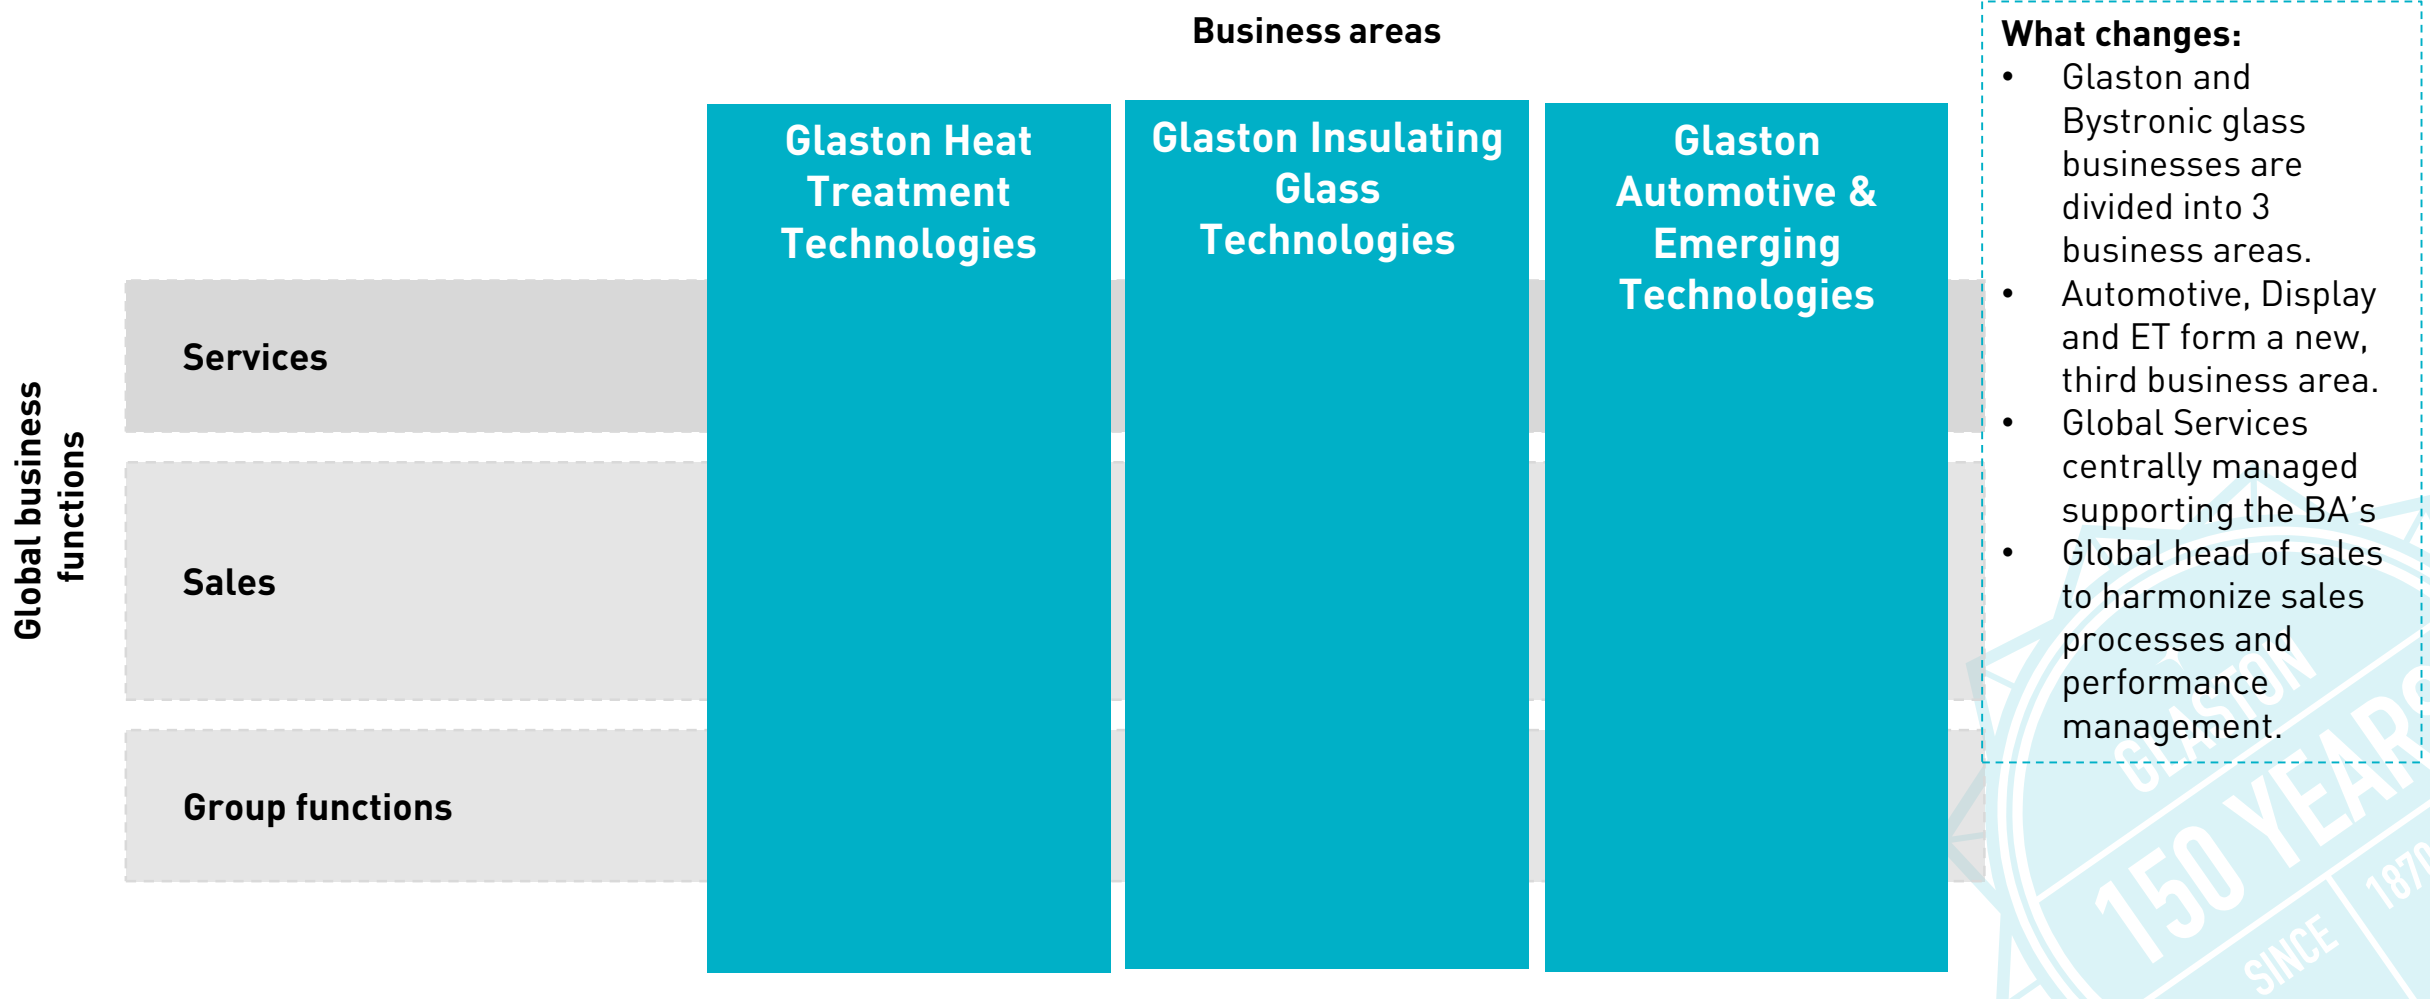 Business areas
Glaston Heat
Treatment
Technologies
Glaston Insulating
Glass
Technologies
Glaston
Automotive &
Emerging
Technologies
Global business
functions
Services
Sales
Group functions
What changes:
• Glaston and
Bystronic glass
businesses are
divided into 3
business areas.
• Automotive, Display
and ET form a new,
third business area.
• Global Services
centrally managed
supporting the BA’s
• Global head of sales
to harmonize sales
processes and
performance
management.
GLASTON
150 YEARS
SINCE
1870